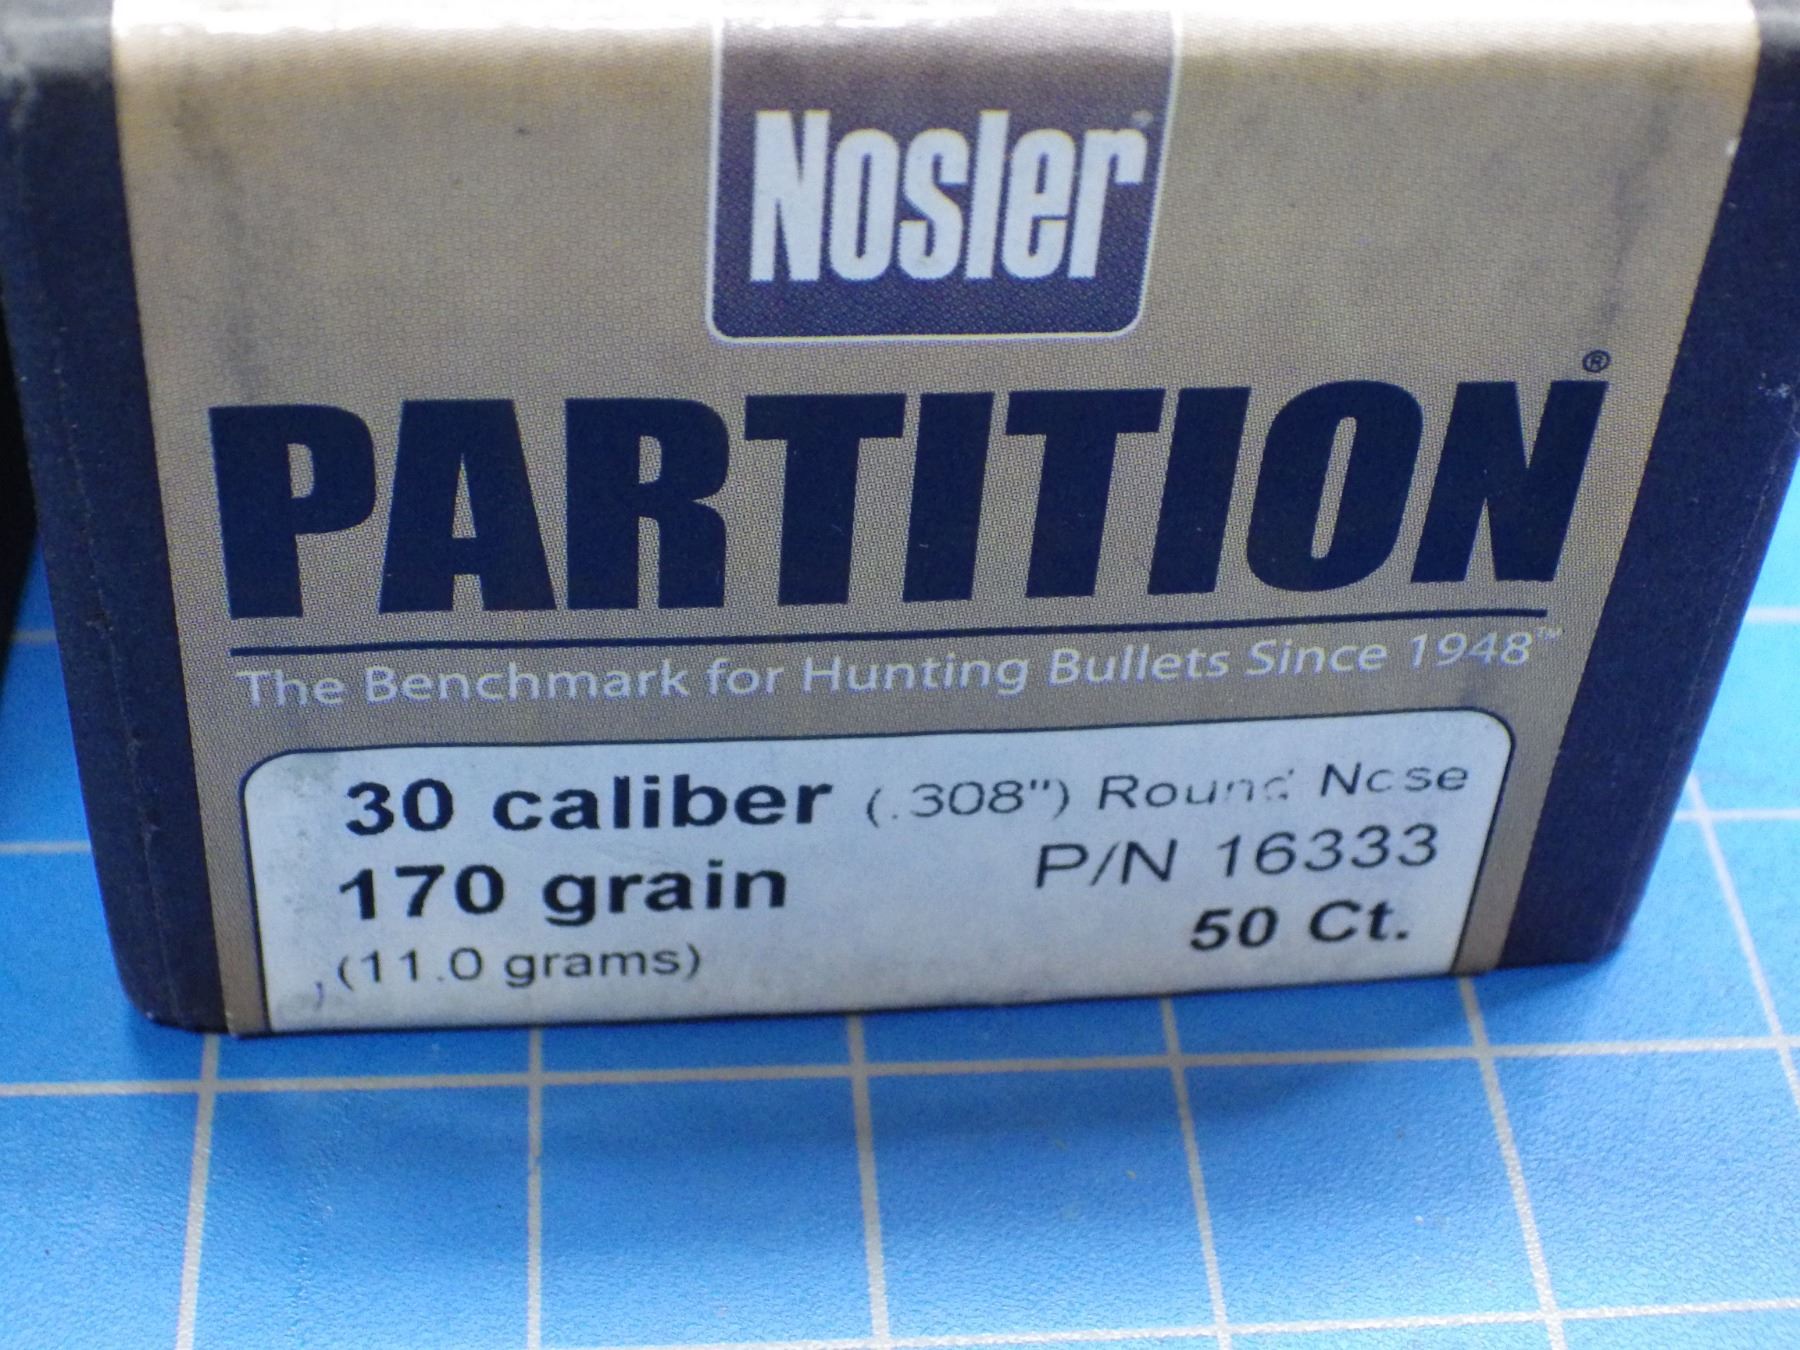 Nosler
PARTITION®
The Benchmark for Hunting Bullets Since 1948™
30 caliber (.308") Round Nose
170 grain P/N 16333
(11.0 grams) 50 Ct.